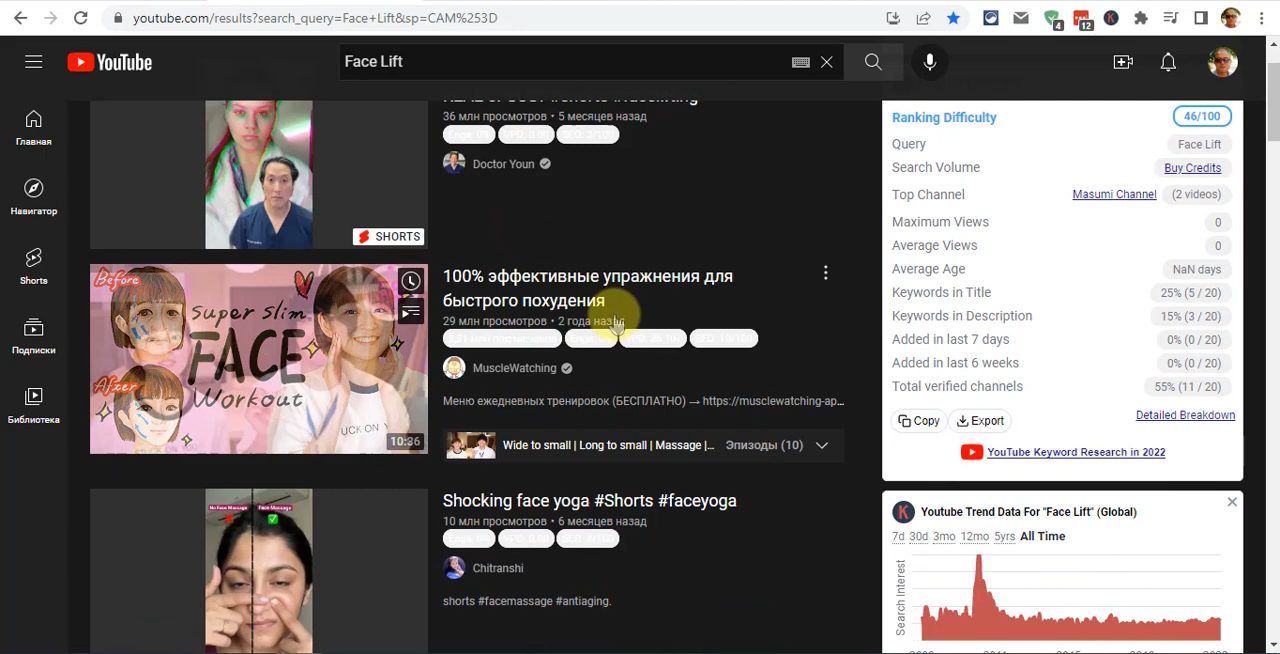 youtube.com/results?search_query=Face+Lift&sp=CAM%253D
4
12
K
YouTube
Face Lift
Главная
Навигатор
Shorts
Подписки
Библиотека
36 млн просмотров • 5 месяцев назад
Doctor Youn
SHORTS
100% эффективные упражнения для
быстрого похудения
29 млн просмотров • 2 года назад
MuscleWatching
Меню ежедневных тренировок (БЕСПЛАТНО) → https://musclewatching-ap...
Wide to small | Long to small | Massage |... Эпизоды (10)
Before
super slim
FACE
Workout
After
10:36
Shocking face yoga #Shorts #faceyoga
10 млн просмотров • 6 месяцев назад
Chitranshi
shorts #facemassage #antiaging.
No Face Massage
Face Massage
Ranking Difficulty 46/100
Query Face Lift
Search Volume Buy Credits
Top Channel Masumi Channel (2 videos)
Maximum Views 0
Average Views 0
Average Age NaN days
Keywords in Title 25% (5 / 20)
Keywords in Description 15% (3 / 20)
Added in last 7 days 0% (0 / 20)
Added in last 6 weeks 0% (0 / 20)
Total verified channels 55% (11 / 20)
Copy Export Detailed Breakdown
YouTube Keyword Research in 2022
K Youtube Trend Data For "Face Lift" (Global)
7d 30d 3mo 12mo 5yrs All Time
Search Interest